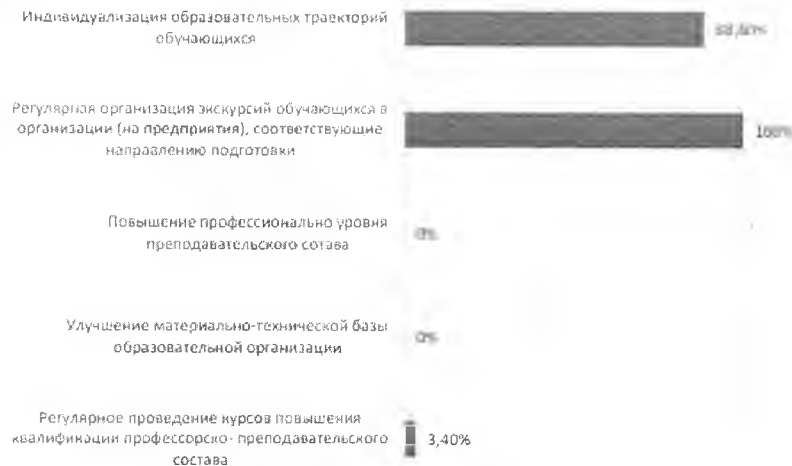 Индивидуализация образовательных траекторий
обучающихся
Регулярная организация экскурсий обучающихся в
организации (на предприятия), соответствующие
направлению подготовки
100%
Повышение профессионально уровня
преподавательского сотава
0%
Улучшение материально-технической базы
образовательной организации
0%
Регулярное проведение курсов повышения
квалификации профессорско- преподавательского
состава
3,40%